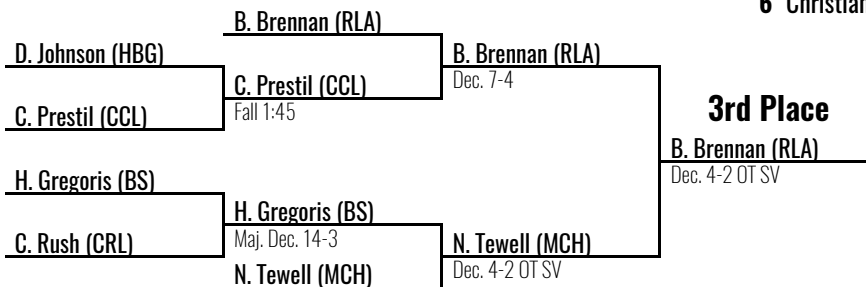 6 Christian
B. Brennan (RLA)
D. Johnson (HBG)
B. Brennan (RLA)
C. Prestil (CCL)
Dec. 7-4
Fall 1:45
C. Prestil (CCL)
3rd Place
B. Brennan (RLA)
Dec. 4-2 OT SV
H. Gregoris (BS)
H. Gregoris (BS)
C. Rush (CRL)
Maj. Dec. 14-3
N. Tewell (MCH)
Dec. 4-2 OT SV
N. Tewell (MCH)